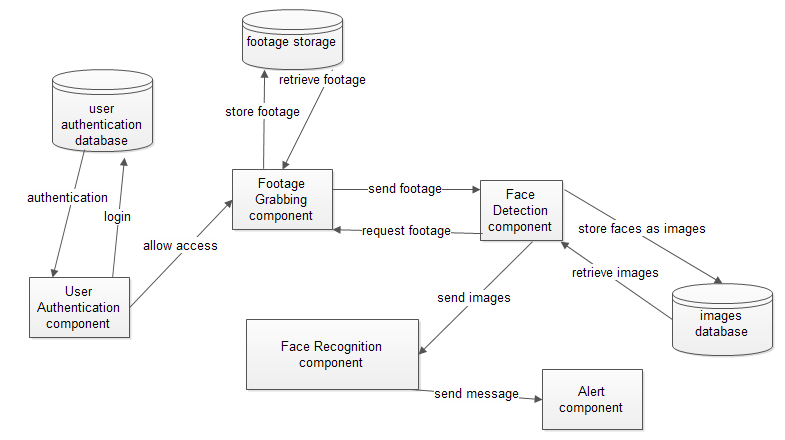 footage storage
retrieve footage
store footage
user
authentication
database
authentication
login
Footage
Grabbing
component
send footage
Face
Detection
component
request footage
store faces as images
allow access
retrieve images
User
Authentication
component
send images
images
database
Face Recognition
component
send message
Alert
component